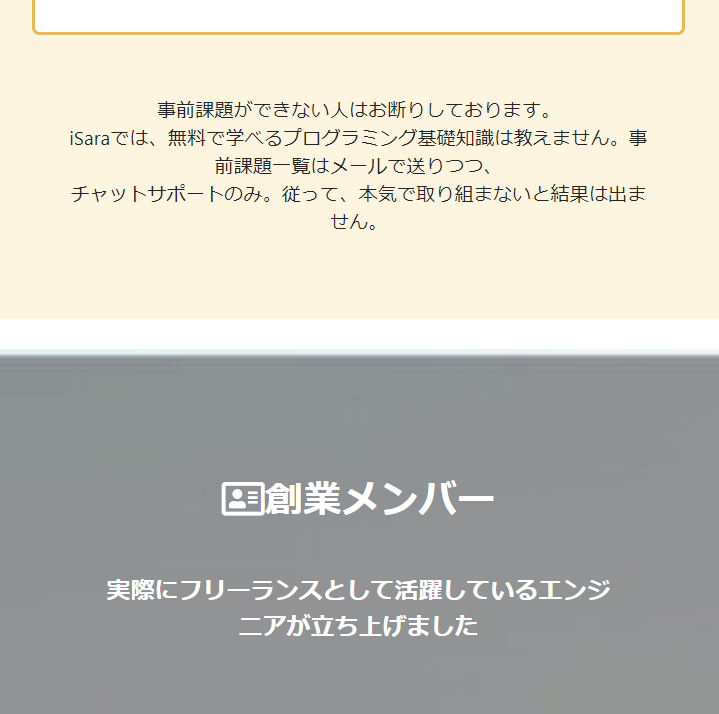 事前課題ができない人はお断りしております。
iSaraでは、無料で学べるプログラミング基礎知識は教えません。事
前課題一覧はメールで送りつつ、
チャットサポートのみ。従って、本気で取り組まないと結果は出ま
せん。
創業メンバー
実際にフリーランスとして活躍しているエンジ
ニアが立ち上げました